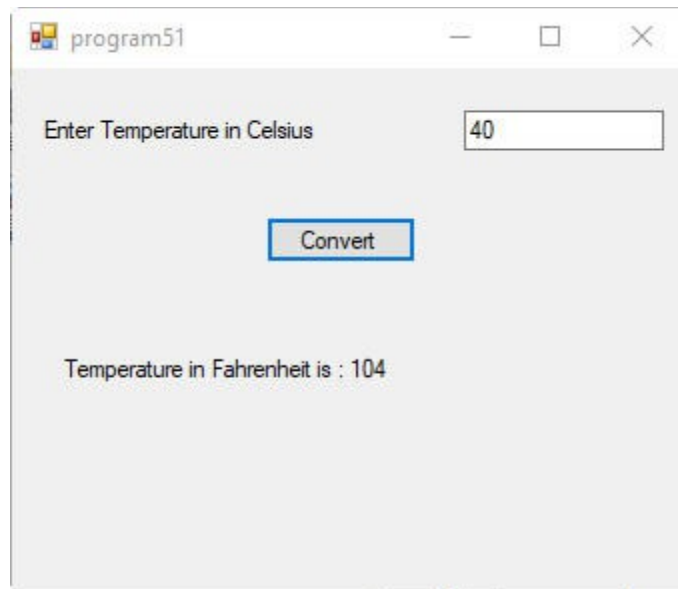 program51
Enter Temperature in Celsius 40
Convert
Temperature in Fahrenheit is : 104